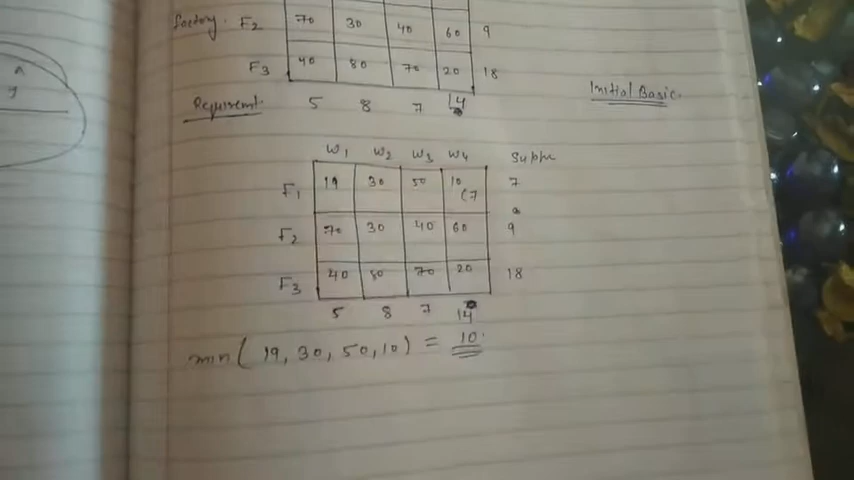 factory. F2 70 30 40 60 9
F3 40 80 70 20 18
Requirement 5 8 7 14
Initial Basic.
W1 W2 W3 W4
F1 19 30 50 10 (7 7
F2 70 30 40 60 9
F3 40 80 70 20 18
5 8 7 14
min( 19, 30, 50, 10) = 10